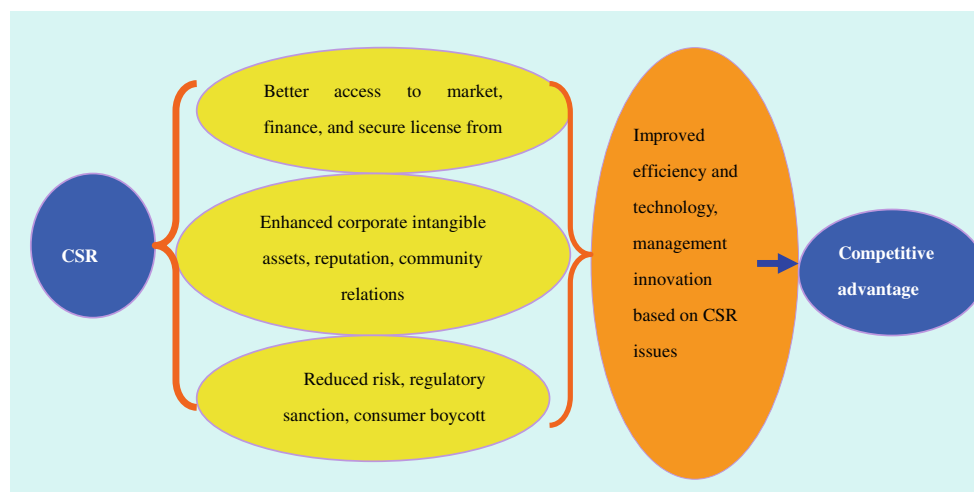 CSR
Better access to market,
finance, and secure license from
Enhanced corporate intangible
assets, reputation, community
relations
Reduced risk, regulatory
sanction, consumer boycott
Improved
efficiency and
technology,
management
innovation
based on CSR
issues
Competitive
advantage